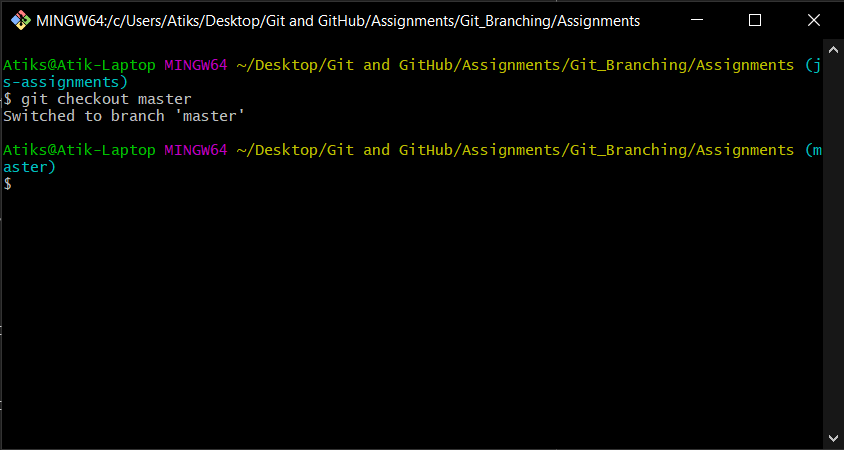 MINGW64:/c/Users/Atiks/Desktop/Git and GitHub/Assignments/Git_Branching/Assignments
Atiks@Atik-Laptop MINGW64 ~/Desktop/Git and GitHub/Assignments/Git_Branching/Assignments (j
s-assignments)
$ git checkout master
Switched to branch 'master'
Atiks@Atik-Laptop MINGW64 ~/Desktop/Git and GitHub/Assignments/Git_Branching/Assignments (m
aster)
$